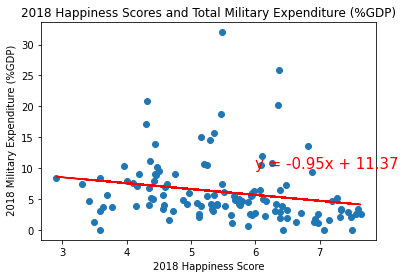 2018 Happiness Scores and Total Military Expenditure (%GDP)
30
25
20
15
10
5
0
2018 Military Expenditure (%GDP)
y = -0.95x + 11.37
3 4 5 6 7
2018 Happiness Score